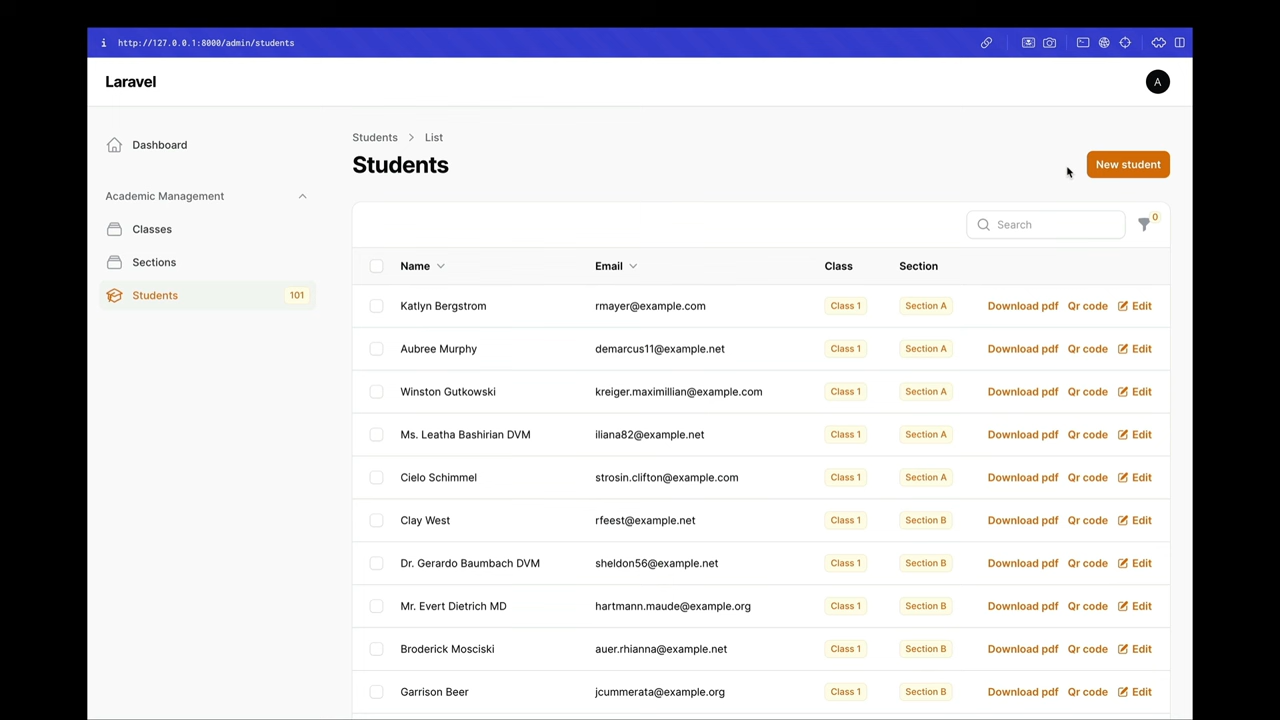 http://127.0.0.1:8000/admin/students
Laravel
A
Dashboard
Academic Management
Classes
Sections
Students 101
Students > List
Students
New student
Search
0
Name Email Class Section
Katlyn Bergstrom rmayer@example.com Class 1 Section A Download pdf Qr code Edit
Aubree Murphy demarcus11@example.net Class 1 Section A Download pdf Qr code Edit
Winston Gutkowski kreiger.maximillian@example.com Class 1 Section A Download pdf Qr code Edit
Ms. Leatha Bashirian DVM iliana82@example.net Class 1 Section A Download pdf Qr code Edit
Cielo Schimmel strosin.clifton@example.com Class 1 Section A Download pdf Qr code Edit
Clay West rfeest@example.net Class 1 Section B Download pdf Qr code Edit
Dr. Gerardo Baumbach DVM sheldon56@example.net Class 1 Section B Download pdf Qr code Edit
Mr. Evert Dietrich MD hartmann.maude@example.org Class 1 Section B Download pdf Qr code Edit
Broderick Mosciski auer.rhianna@example.net Class 1 Section B Download pdf Qr code Edit
Garrison Beer jcummerata@example.org Class 1 Section B Download pdf Qr code Edit